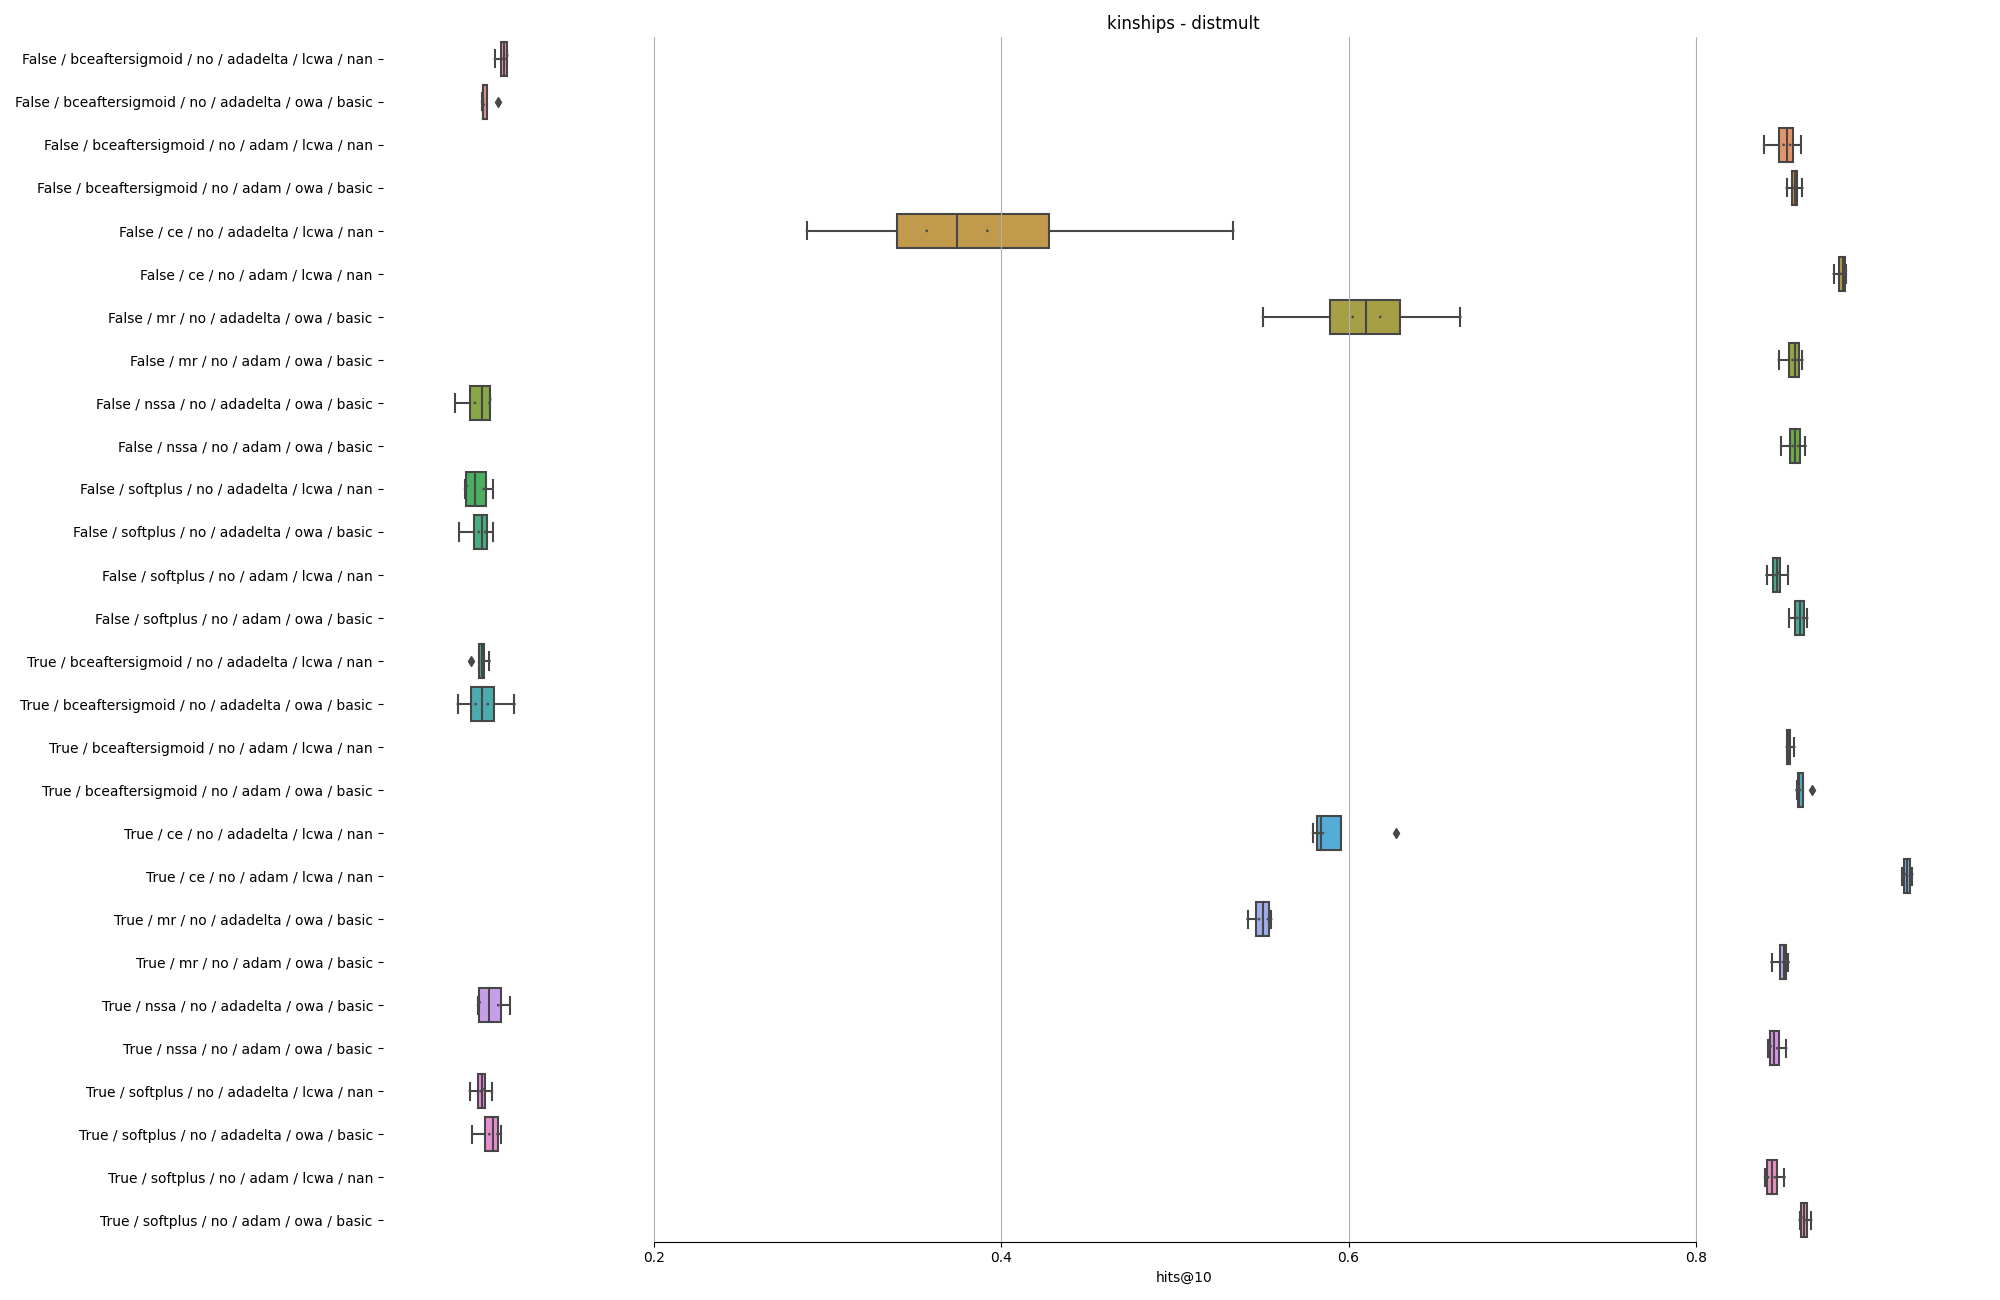 kinships - distmult
False / bceaftersigmoid / no / adadelta / lcwa / nan
False / bceaftersigmoid / no / adadelta / owa / basic
False / bceaftersigmoid / no / adam / lcwa / nan
False / bceaftersigmoid / no / adam / owa / basic
False / ce / no / adadelta / lcwa / nan
False / ce / no / adam / lcwa / nan
False / mr / no / adadelta / owa / basic
False / mr / no / adam / owa / basic
False / nssa / no / adadelta / owa / basic
False / nssa / no / adam / owa / basic
False / softplus / no / adadelta / lcwa / nan
False / softplus / no / adadelta / owa / basic
False / softplus / no / adam / lcwa / nan
False / softplus / no / adam / owa / basic
True / bceaftersigmoid / no / adadelta / lcwa / nan
True / bceaftersigmoid / no / adadelta / owa / basic
True / bceaftersigmoid / no / adam / lcwa / nan
True / bceaftersigmoid / no / adam / owa / basic
True / ce / no / adadelta / lcwa / nan
True / ce / no / adam / lcwa / nan
True / mr / no / adadelta / owa / basic
True / mr / no / adam / owa / basic
True / nssa / no / adadelta / owa / basic
True / nssa / no / adam / owa / basic
True / softplus / no / adadelta / lcwa / nan
True / softplus / no / adadelta / owa / basic
True / softplus / no / adam / lcwa / nan
True / softplus / no / adam / owa / basic
0.2 0.4 0.6 0.8
hits@10